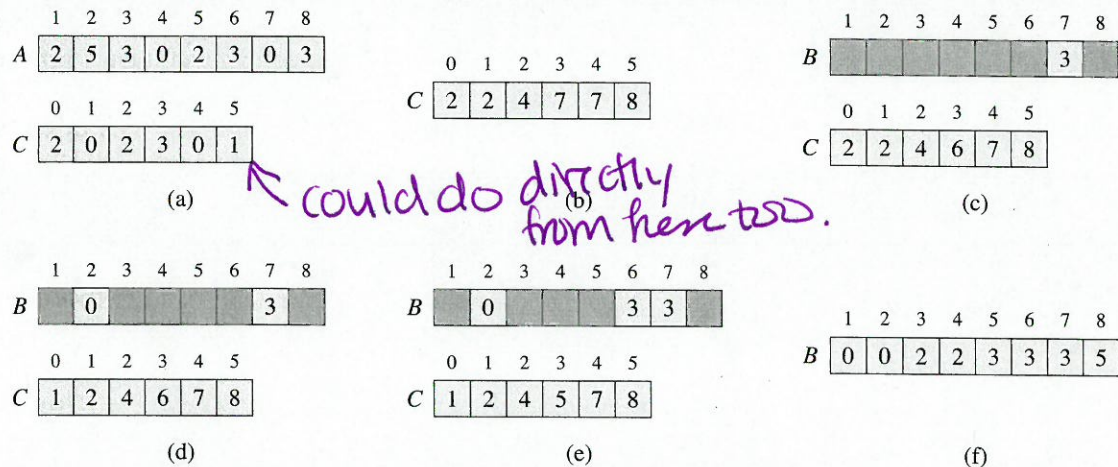 1 2 3 4 5 6 7 8
A 2 5 3 0 2 3 0 3
0 1 2 3 4 5
C 2 0 2 3 0 1
(a)
0 1 2 3 4 5
C 2 2 4 7 7 8
(b)
1 2 3 4 5 6 7 8
B 3
0 1 2 3 4 5
C 2 2 4 6 7 8
(c)
could do directly
from here too.
1 2 3 4 5 6 7 8
B 0 3
0 1 2 3 4 5
C 1 2 4 6 7 8
(d)
1 2 3 4 5 6 7 8
B 0 3 3
0 1 2 3 4 5
C 1 2 4 5 7 8
(e)
1 2 3 4 5 6 7 8
B 0 0 2 2 3 3 3 5
(f)